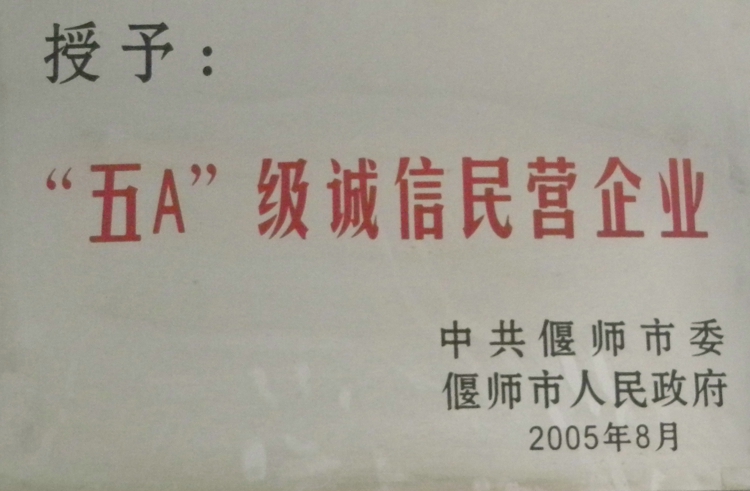 授予：
“五A”级诚信民营企业
中共偃师市委
偃师市人民政府
2005年8月